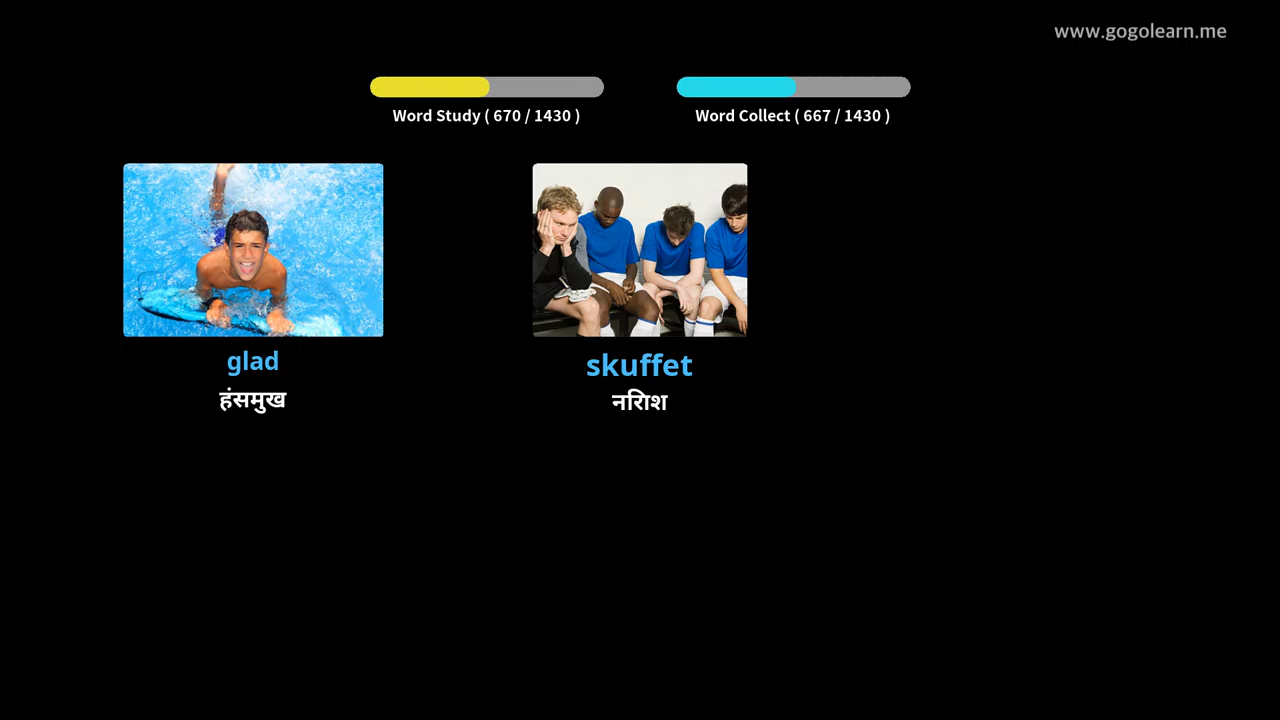 www.gogolearn.me
Word Study ( 670 / 1430 )
Word Collect ( 667 / 1430 )
glad
हंसमुख
skuffet
निराश